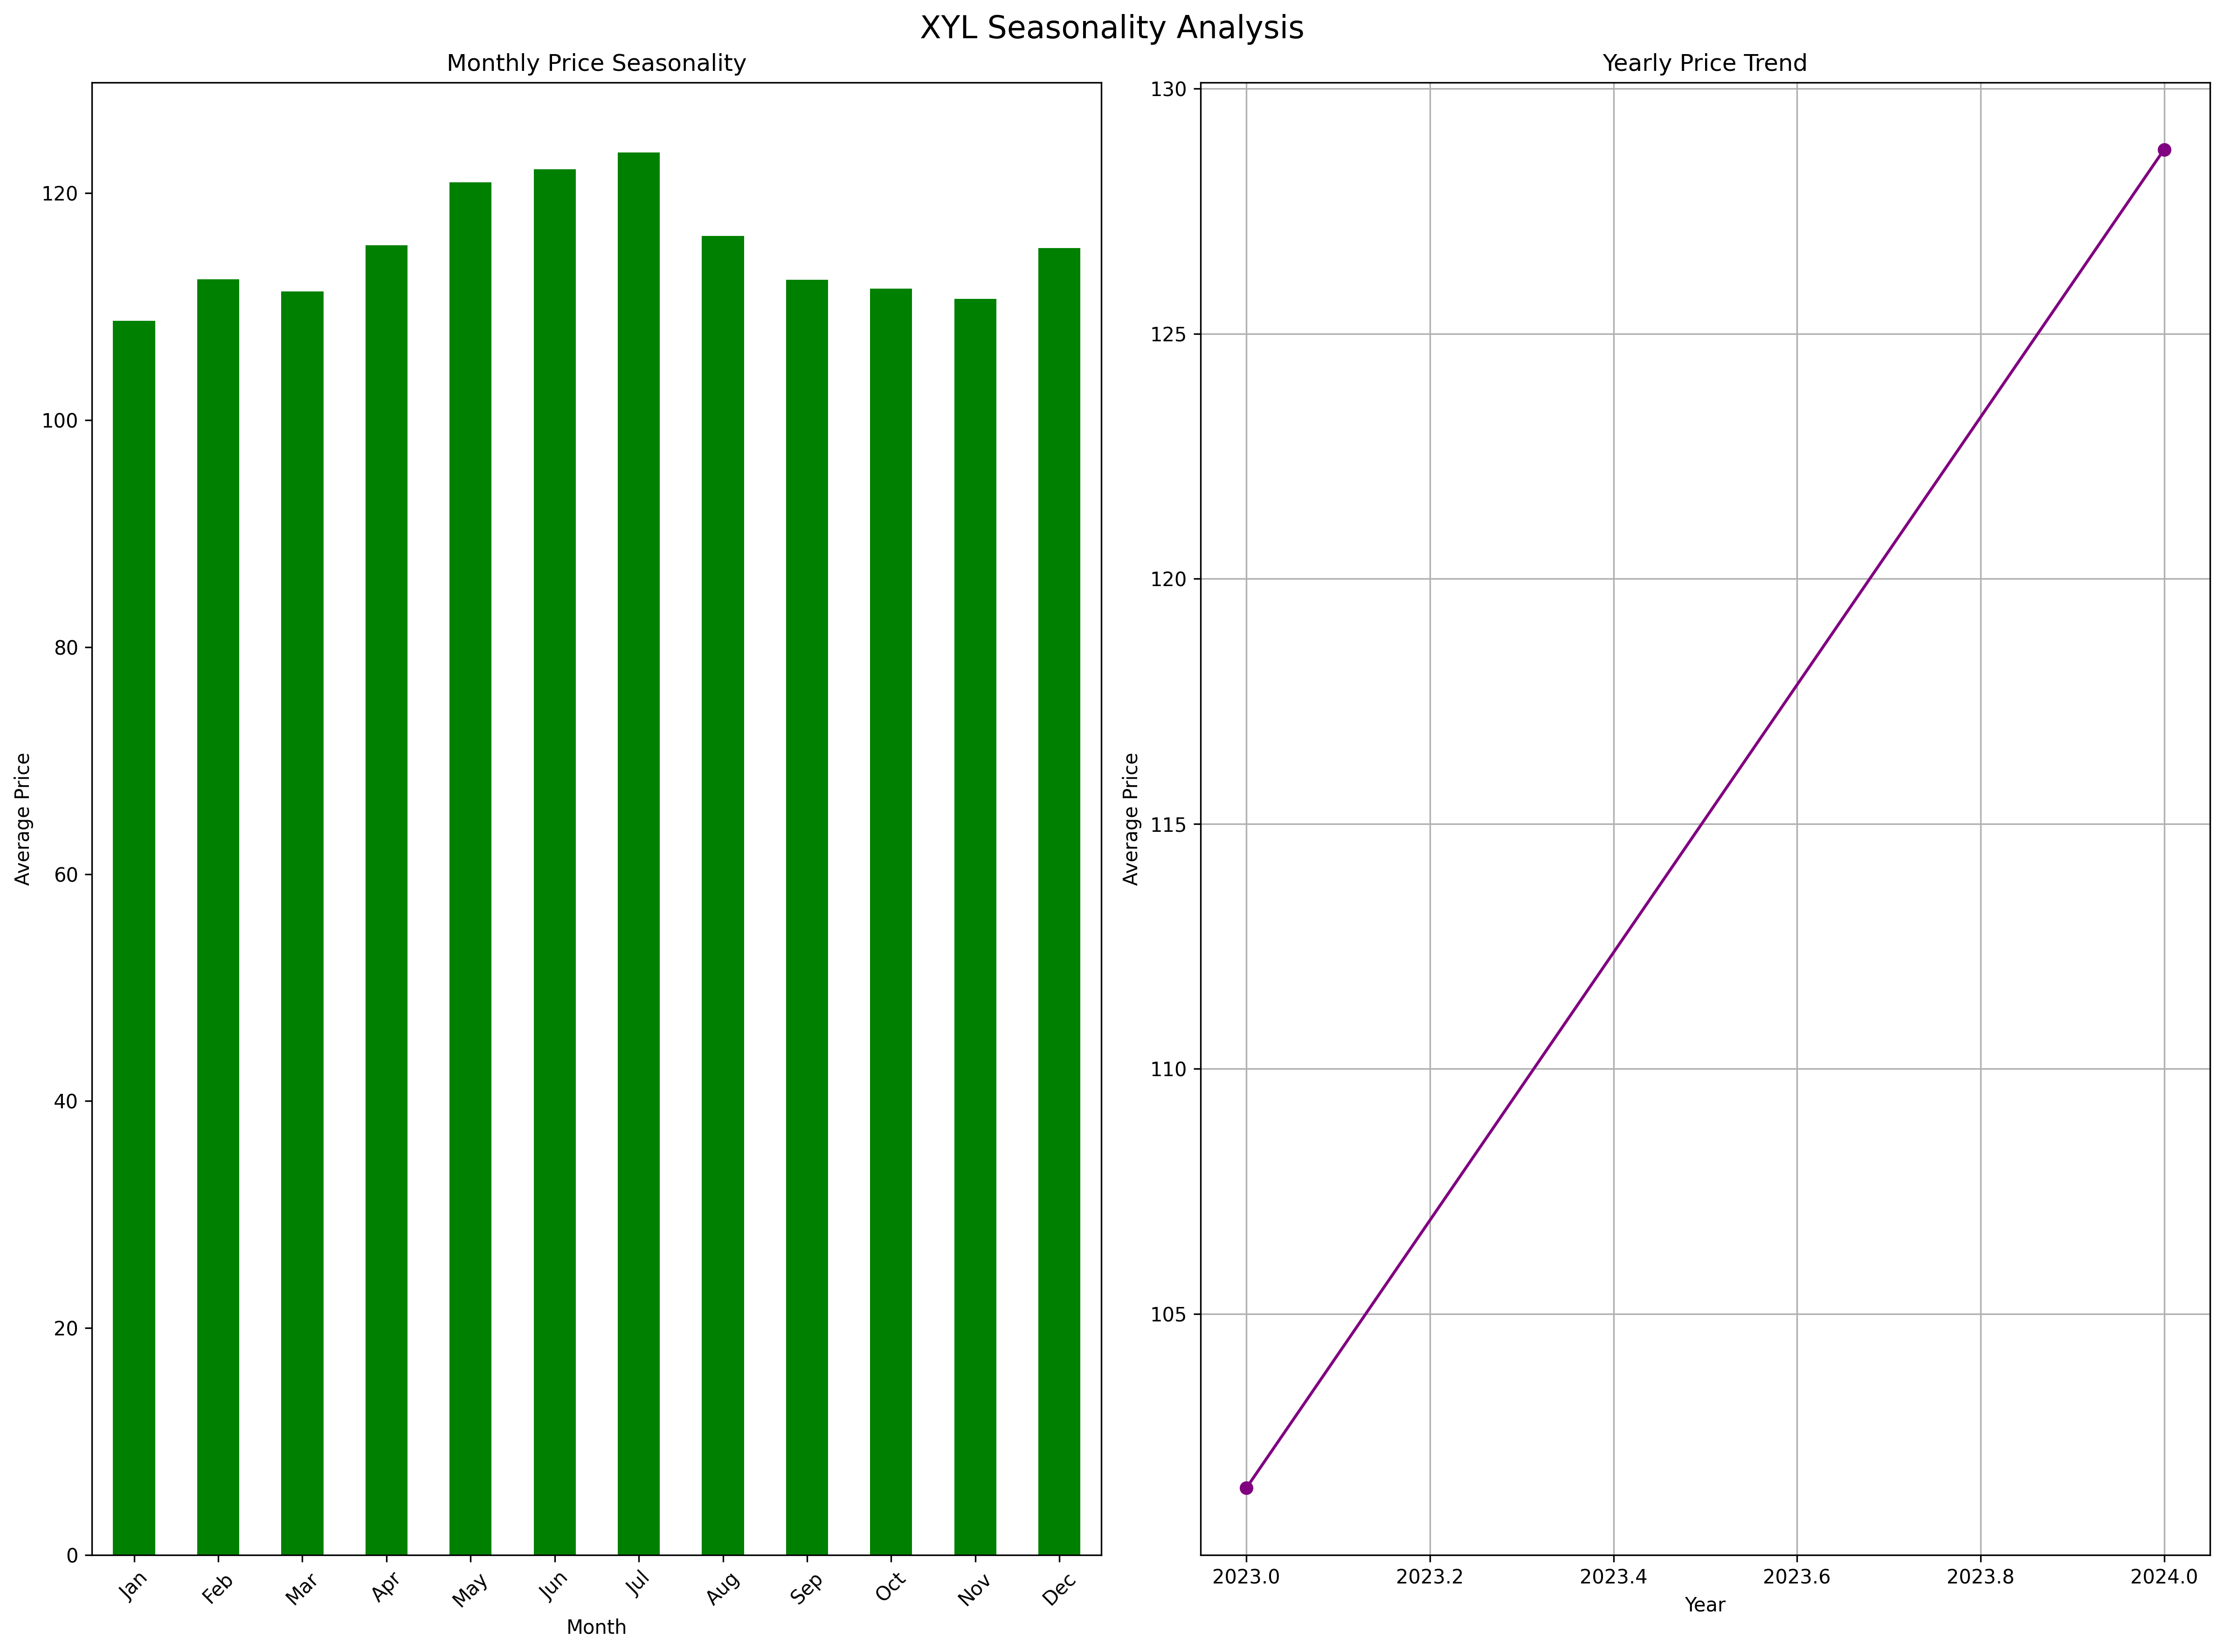 XYL Seasonality Analysis
Monthly Price Seasonality
Average Price
120
100
80
60
40
20
0
Jan
Feb
Mar
Apr
May
Jun
Jul
Aug
Sep
Oct
Nov
Dec
Month
Yearly Price Trend
Average Price
130
125
120
115
110
105
2023.0
2023.2
2023.4
2023.6
2023.8
2024.0
Year